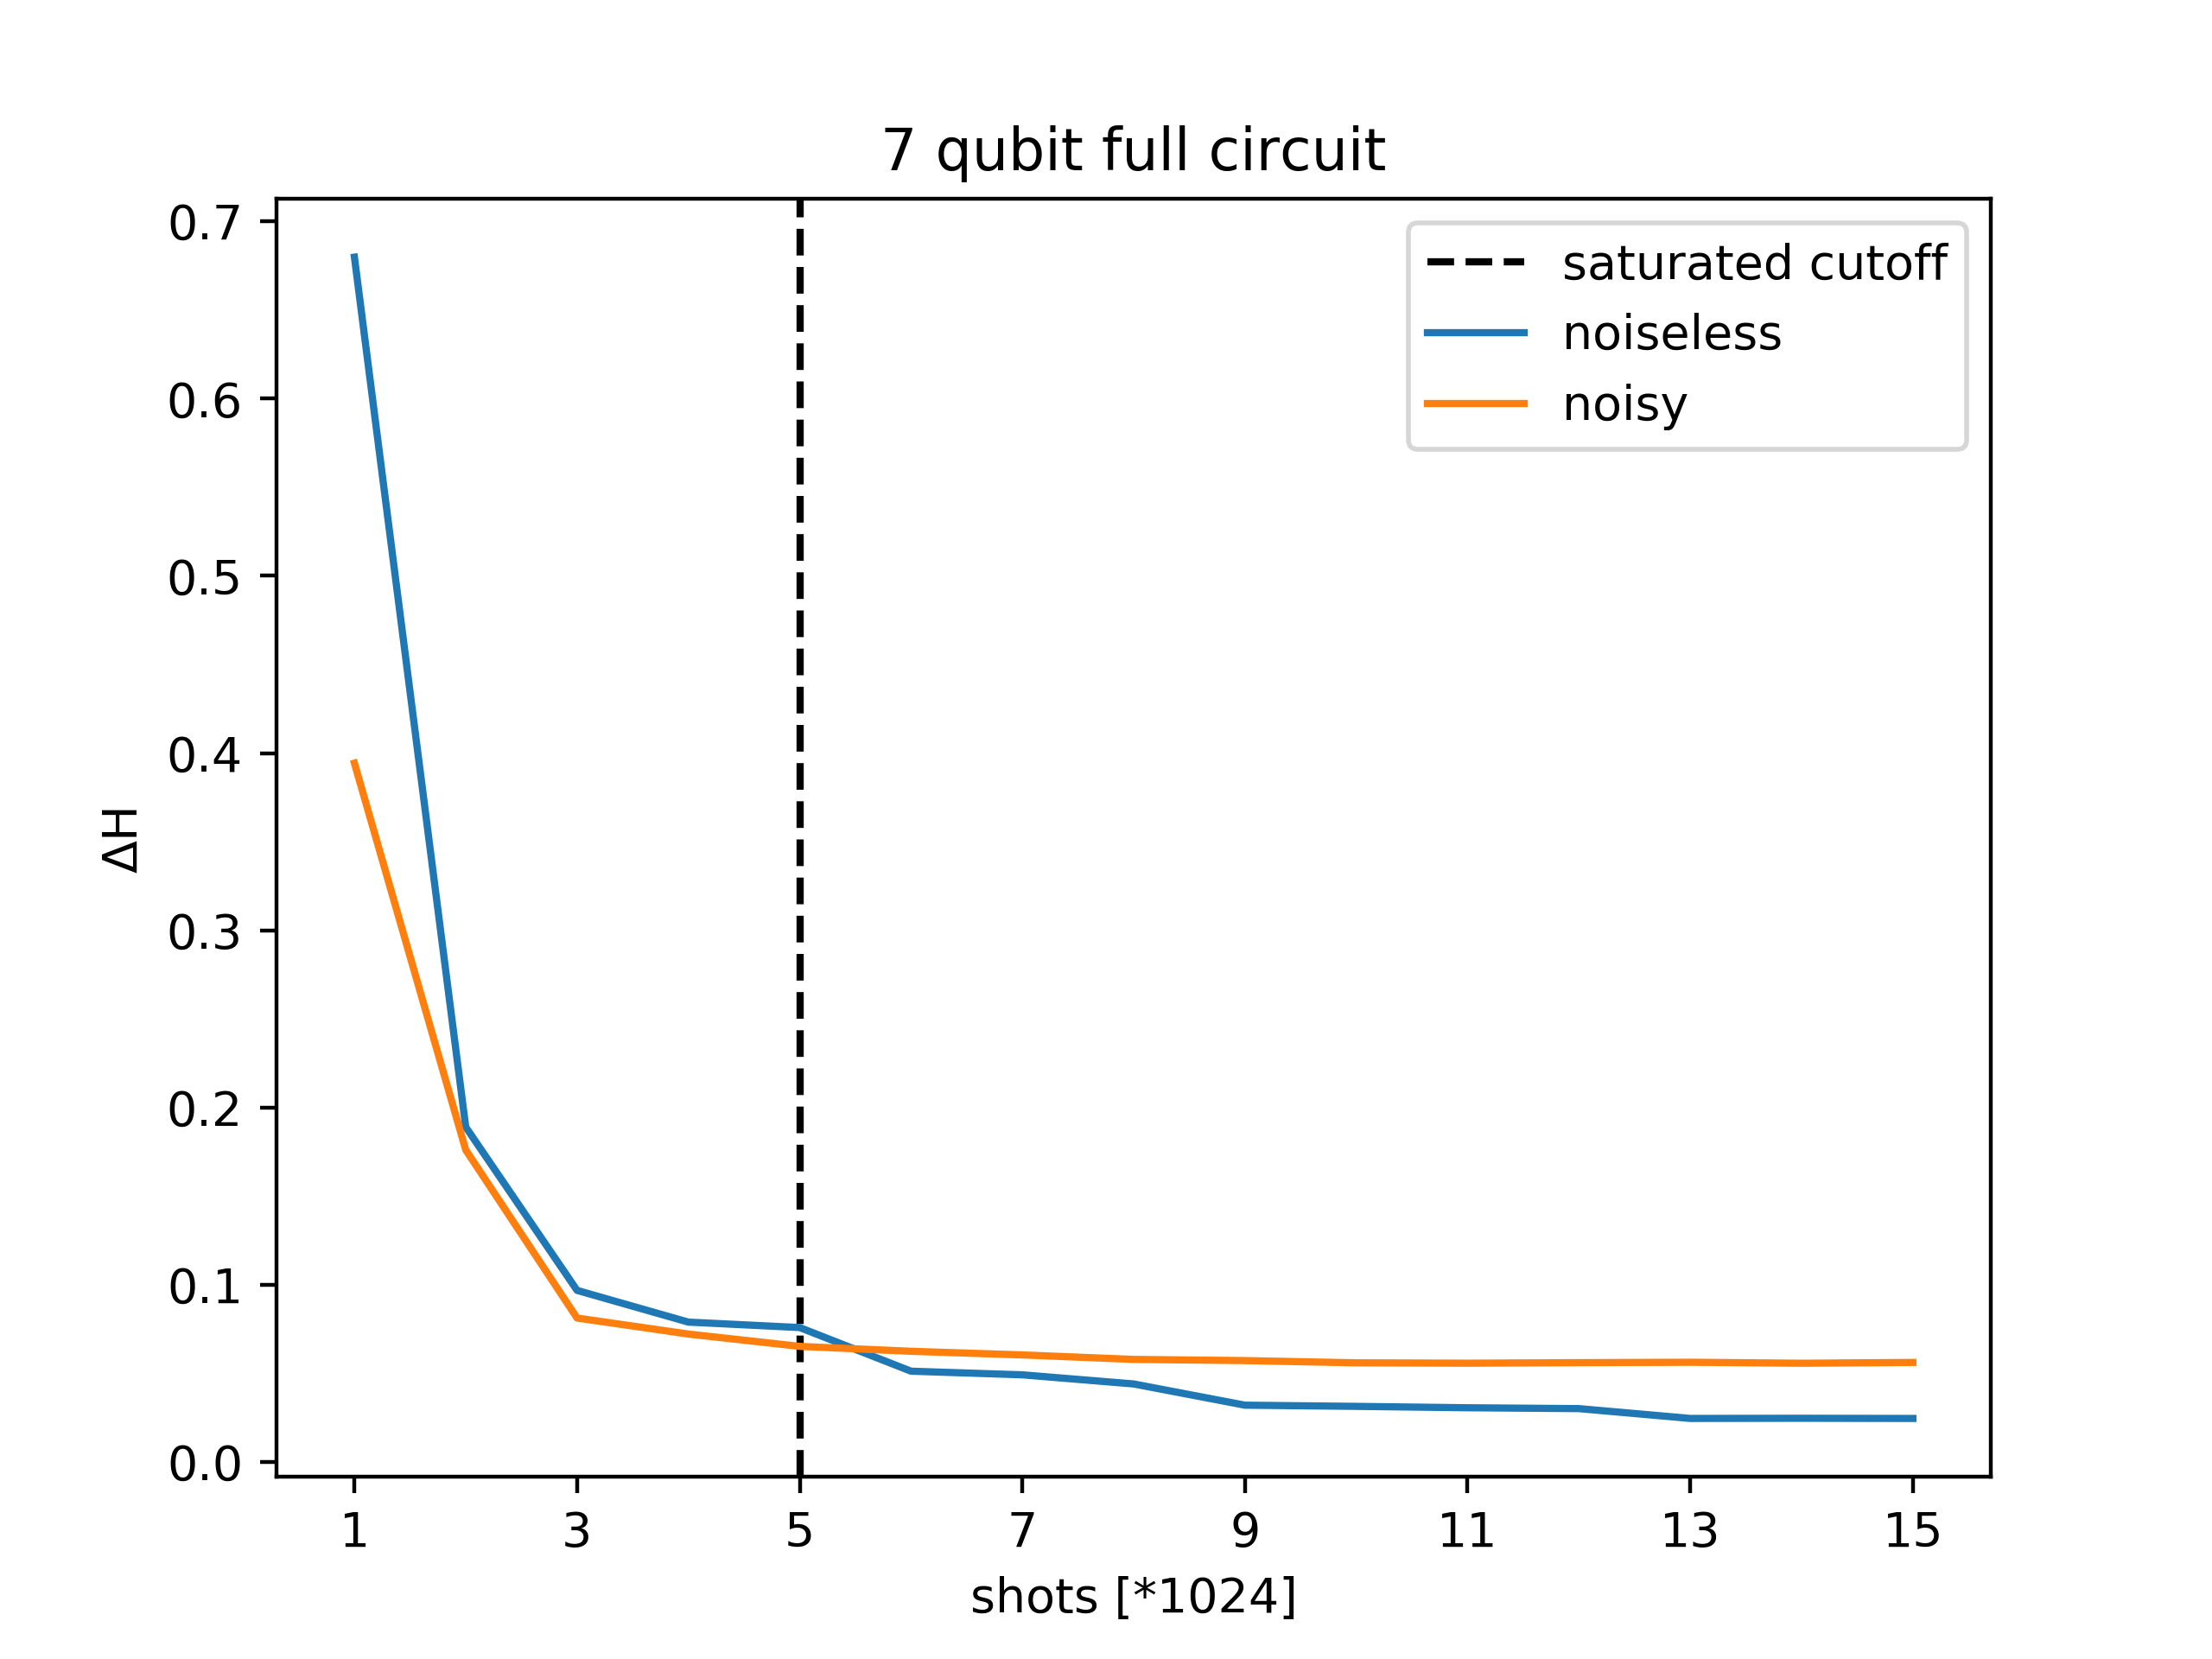 7 qubit full circuit
saturated cutoff
noiseless
noisy
0.7
0.6
0.5
0.4
0.3
0.2
0.1
0.0
ΔH
1 3 5 7 9 11 13 15
shots [*1024]